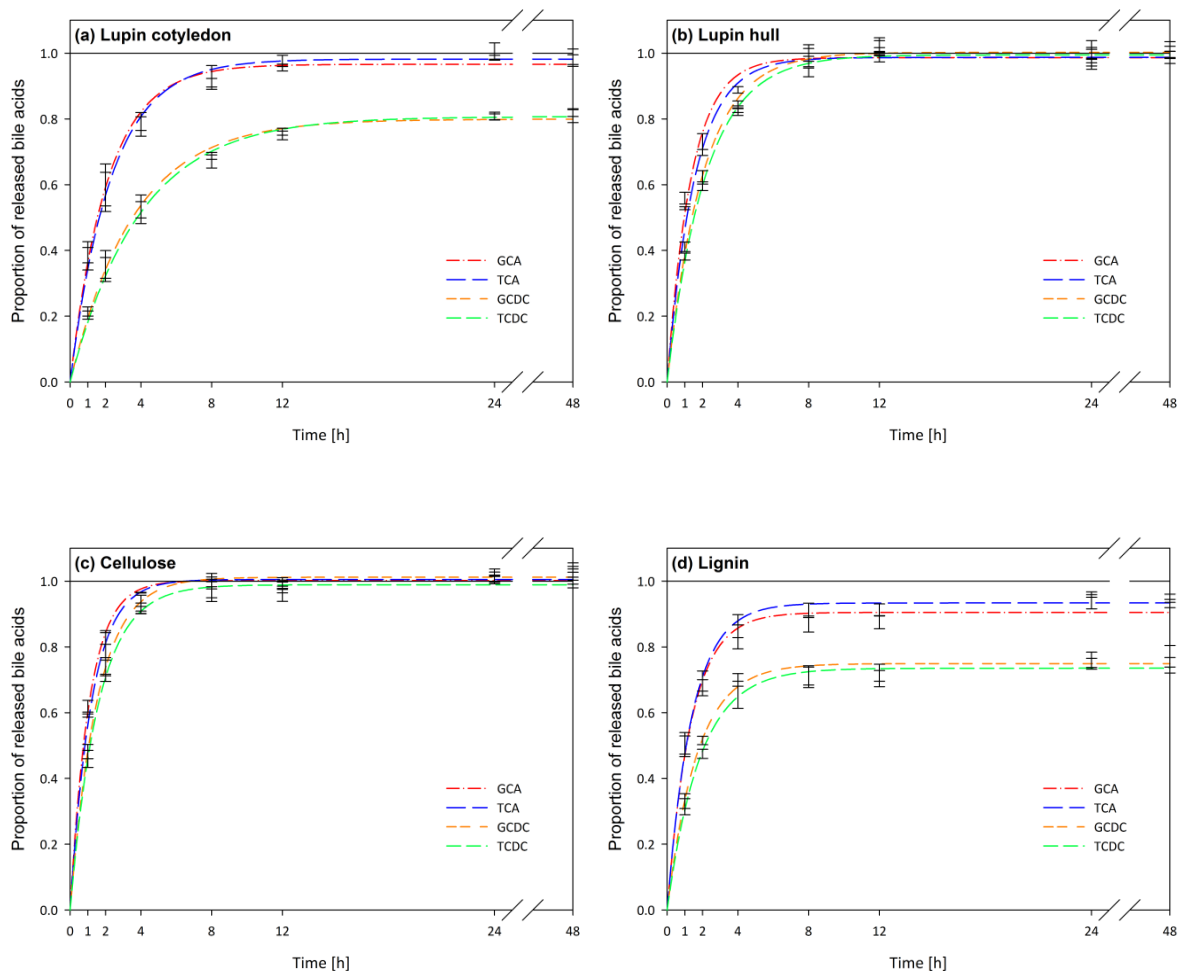 (a) Lupin cotyledon
Proportion of released bile acids
1.0
0.8
0.6
0.4
0.2
0.0
GCA
TCA
GCDC
TCDC
0 1 2 4 8 12 24 48
Time [h]
(b) Lupin hull
Proportion of released bile acids
1.0
0.8
0.6
0.4
0.2
0.0
GCA
TCA
GCDC
TCDC
0 1 2 4 8 12 24 48
Time [h]
(c) Cellulose
Proportion of released bile acids
1.0
0.8
0.6
0.4
0.2
0.0
GCA
TCA
GCDC
TCDC
0 1 2 4 8 12 24 48
Time [h]
(d) Lignin
Proportion of released bile acids
1.0
0.8
0.6
0.4
0.2
0.0
GCA
TCA
GCDC
TCDC
0 1 2 4 8 12 24 48
Time [h]